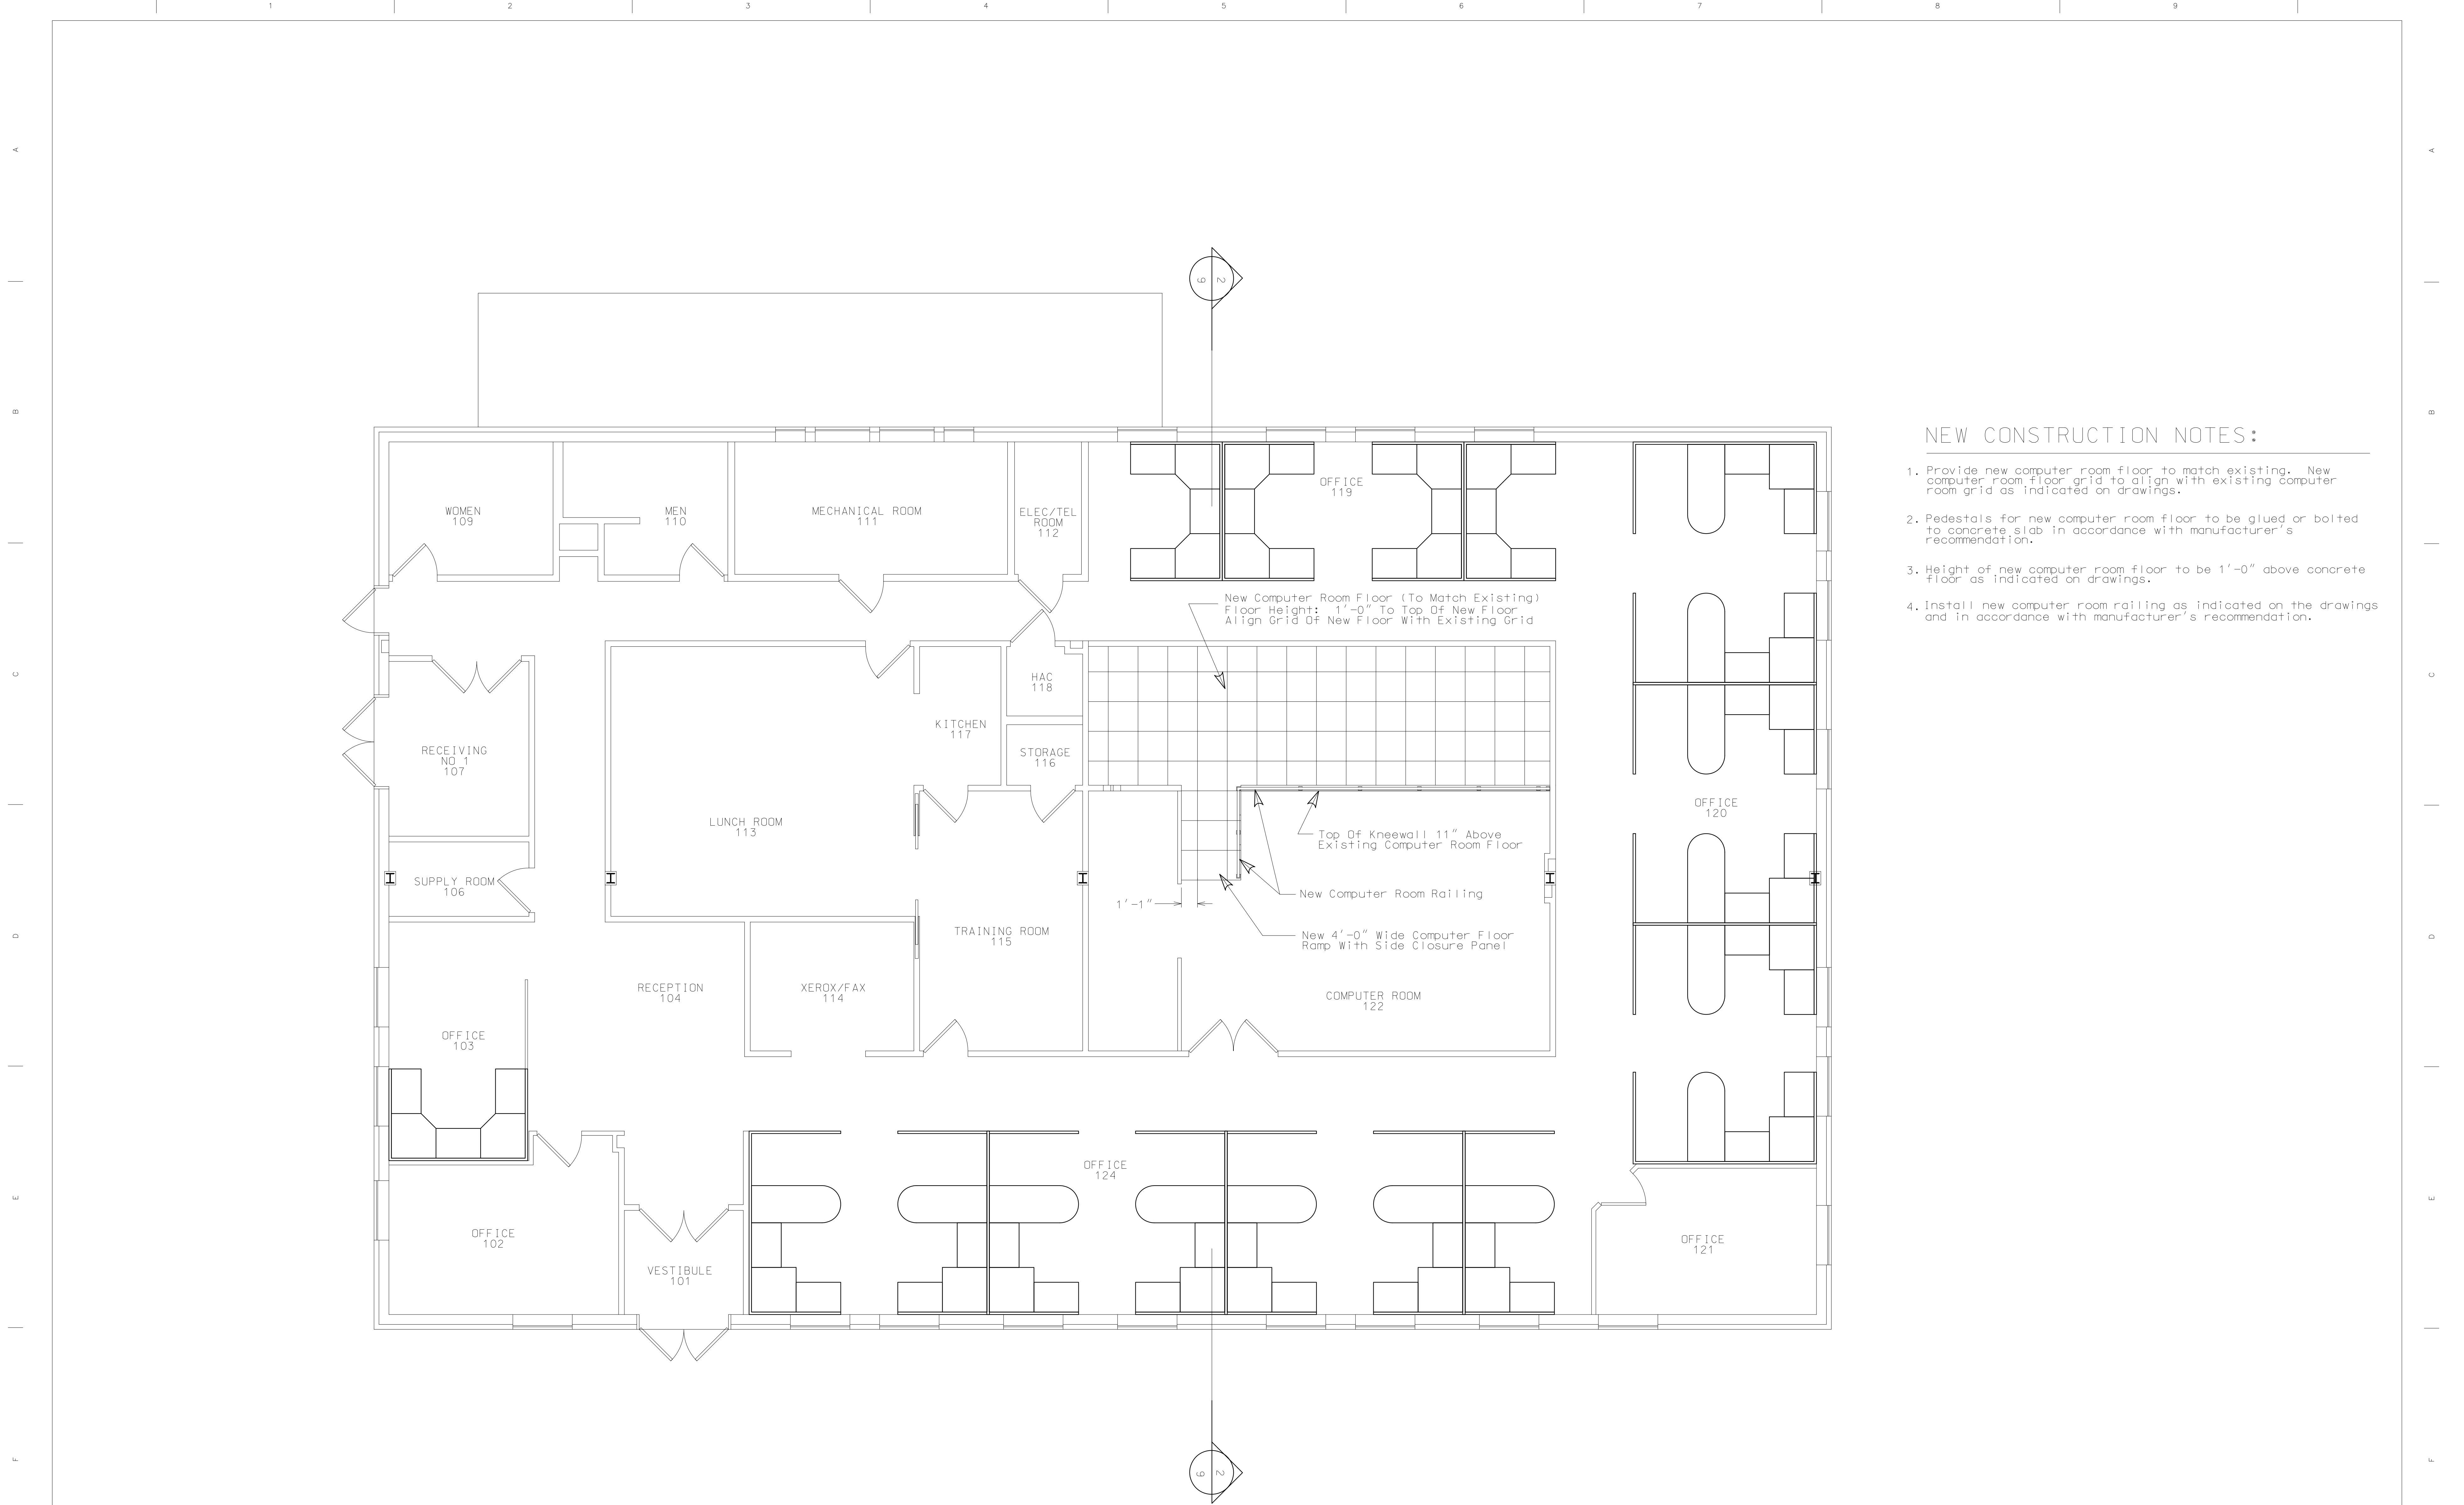 1 2 3 4 5 6 7 8 9
A A
2
9
B B
NEW CONSTRUCTION NOTES:
1. Provide new computer room floor to match existing. New
computer room floor grid to align with existing computer
room grid as indicated on drawings.
2. Pedestals for new computer room floor to be glued or bolted
to concrete slab in accordance with manufacturer's
recommendation.
3. Height of new computer room floor to be 1'-0" above concrete
floor as indicated on drawings.
4. Install new computer room railing as indicated on the drawings
and in accordance with manufacturer's recommendation.
OFFICE
119
WOMEN
109
MEN
110
MECHANICAL ROOM
111
ELEC/TEL
ROOM
112
New Computer Room Floor (To Match Existing)
Floor Height: 1'-0" To Top Of New Floor
Align Grid Of New Floor With Existing Grid
C C
HAC
118
KITCHEN
117
RECEIVING
NO 1
107
STORAGE
116
OFFICE
120
LUNCH ROOM
113
Top Of Kneewall 11" Above
Existing Computer Room Floor
SUPPLY ROOM
106
New Computer Room Railing
1'-1"
D D
TRAINING ROOM
115
New 4'-0" Wide Computer Floor
Ramp With Side Closure Panel
RECEPTION
104
XEROX/FAX
114
COMPUTER ROOM
122
OFFICE
103
OFFICE
124
E E
OFFICE
102
OFFICE
121
VESTIBULE
101
F F
2
9